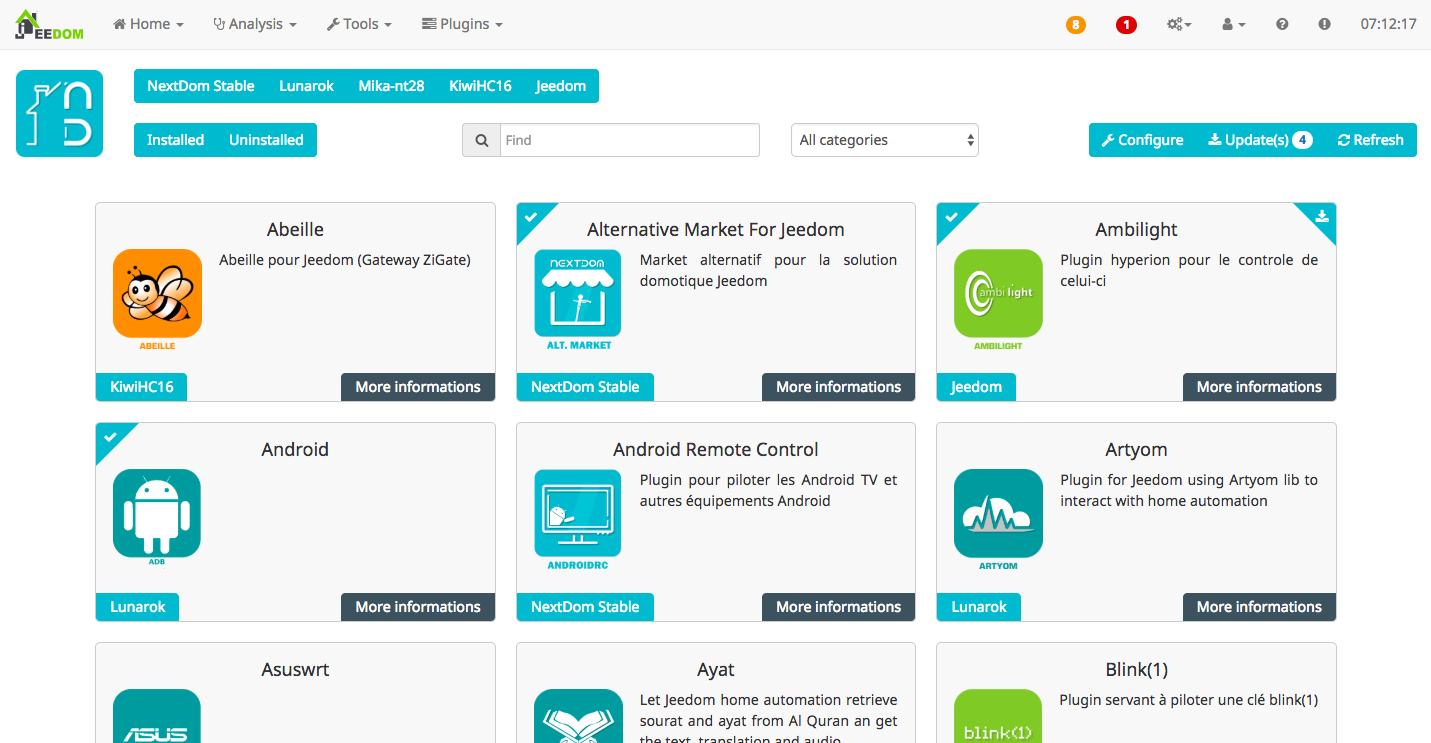 JEEDOM
Home
Analysis
Tools
Plugins
8
1
07:12:17
NextDom Stable
Lunarok
Mika-nt28
KiwiHC16
Jeedom
Installed
Uninstalled
Find
All categories
Configure
Update(s) 4
Refresh
Abeille
Abeille pour Jeedom (Gateway ZiGate)
ABEILLE
KiwiHC16
More informations
Alternative Market For Jeedom
NEXTDOM
Market alternatif pour la solution
domotique Jeedom
ALT. MARKET
NextDom Stable
More informations
Ambilight
Plugin hyperion pour le controle de
celui-ci
ambi light
AMBILIGHT
Jeedom
More informations
Android
ADB
Lunarok
More informations
Android Remote Control
Plugin pour piloter les Android TV et
autres équipements Android
ANDROIDRC
NextDom Stable
More informations
Artyom
Plugin for Jeedom using Artyom lib to
interact with home automation
ARTYOM
Lunarok
More informations
Asuswrt
ASUS
Ayat
Let Jeedom home automation retrieve
sourat and ayat from Al Quran an get
the text, translation and audio
Blink(1)
Plugin servant à piloter une clé blink(1)
blink(1)